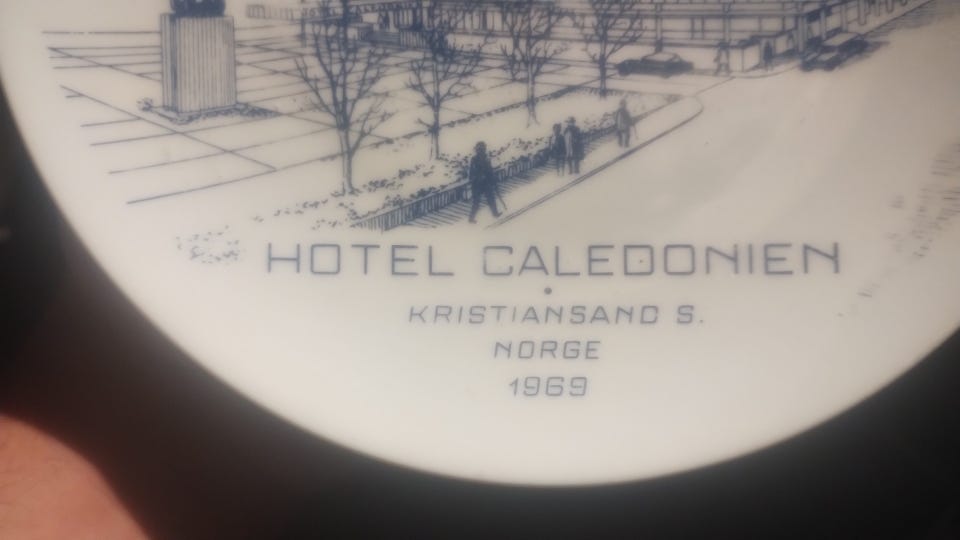 HOTEL CALEDONIEN
KRISTIANSAND S.
NORGE
1969